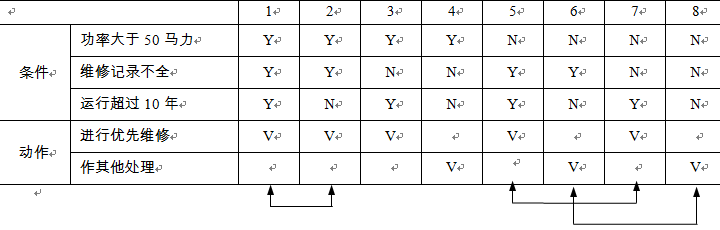 1 2 3 4 5 6 7 8
条件 功率大于 50 马力 Y Y Y Y N N N N
维修记录不全 Y Y N N Y Y N N
运行超过 10 年 Y N Y N Y N Y N
动作 进行优先维修 V V V V V
作其他处理 V V V